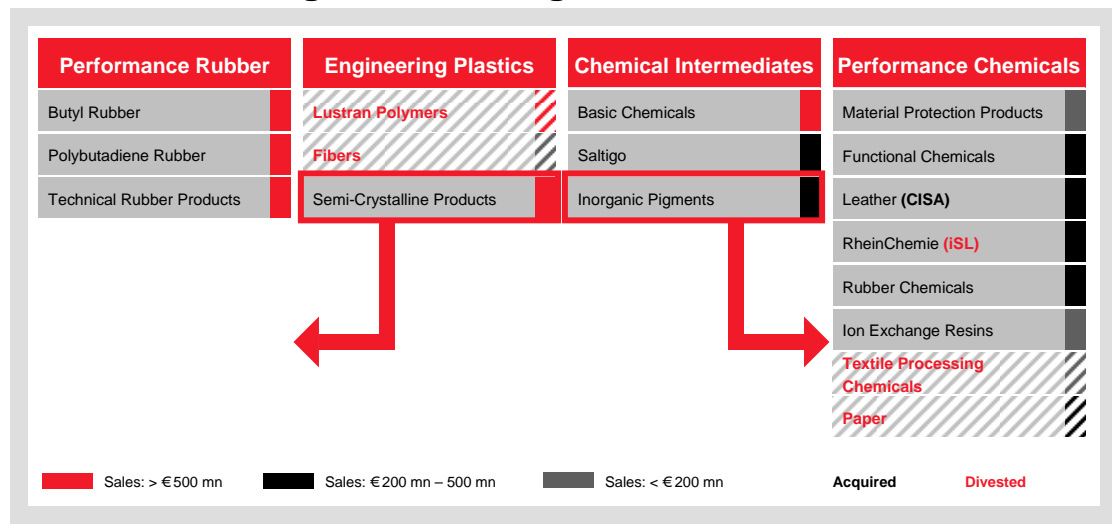 Performance Rubber
Engineering Plastics
Chemical Intermediates
Performance Chemicals
Butyl Rubber
Lustran Polymers
Basic Chemicals
Material Protection Products
Polybutadiene Rubber
Fibers
Saltigo
Functional Chemicals
Technical Rubber Products
Semi-Crystalline Products
Inorganic Pigments
Leather (CISA)
RheinChemie (iSL)
Rubber Chemicals
Ion Exchange Resins
Textile Processing
Chemicals
Paper
Sales: > €500 mn
Sales: €200 mn – 500 mn
Sales: < €200 mn
Acquired
Divested